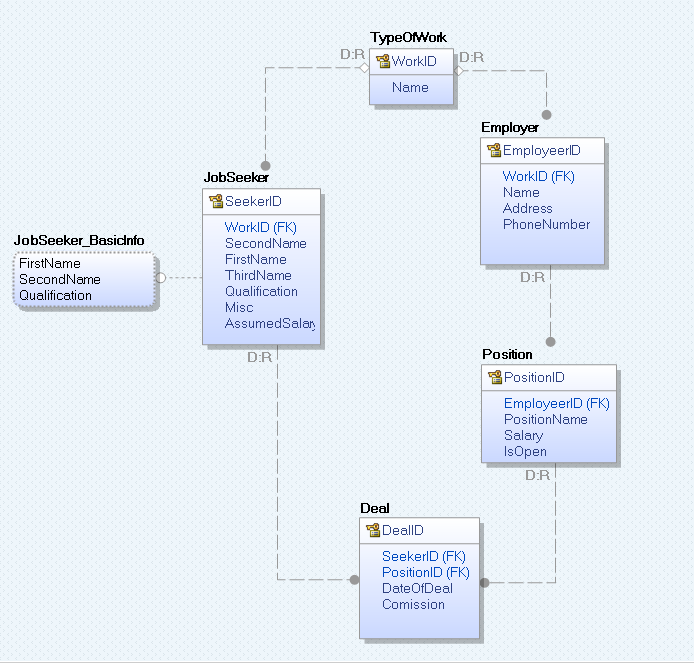 TypeOfWork
D:R
D:R
WorkID
Name
Employer
EmployeerID
WorkID (FK)
Name
Address
PhoneNumber
D:R
JobSeeker
SeekerID
WorkID (FK)
SecondName
FirstName
ThirdName
Qualification
Misc
AssumedSalary
D:R
JobSeeker_BasicInfo
FirstName
SecondName
Qualification
Position
PositionID
EmployeerID (FK)
PositionName
Salary
IsOpen
D:R
Deal
DealID
SeekerID (FK)
PositionID (FK)
DateOfDeal
Comission